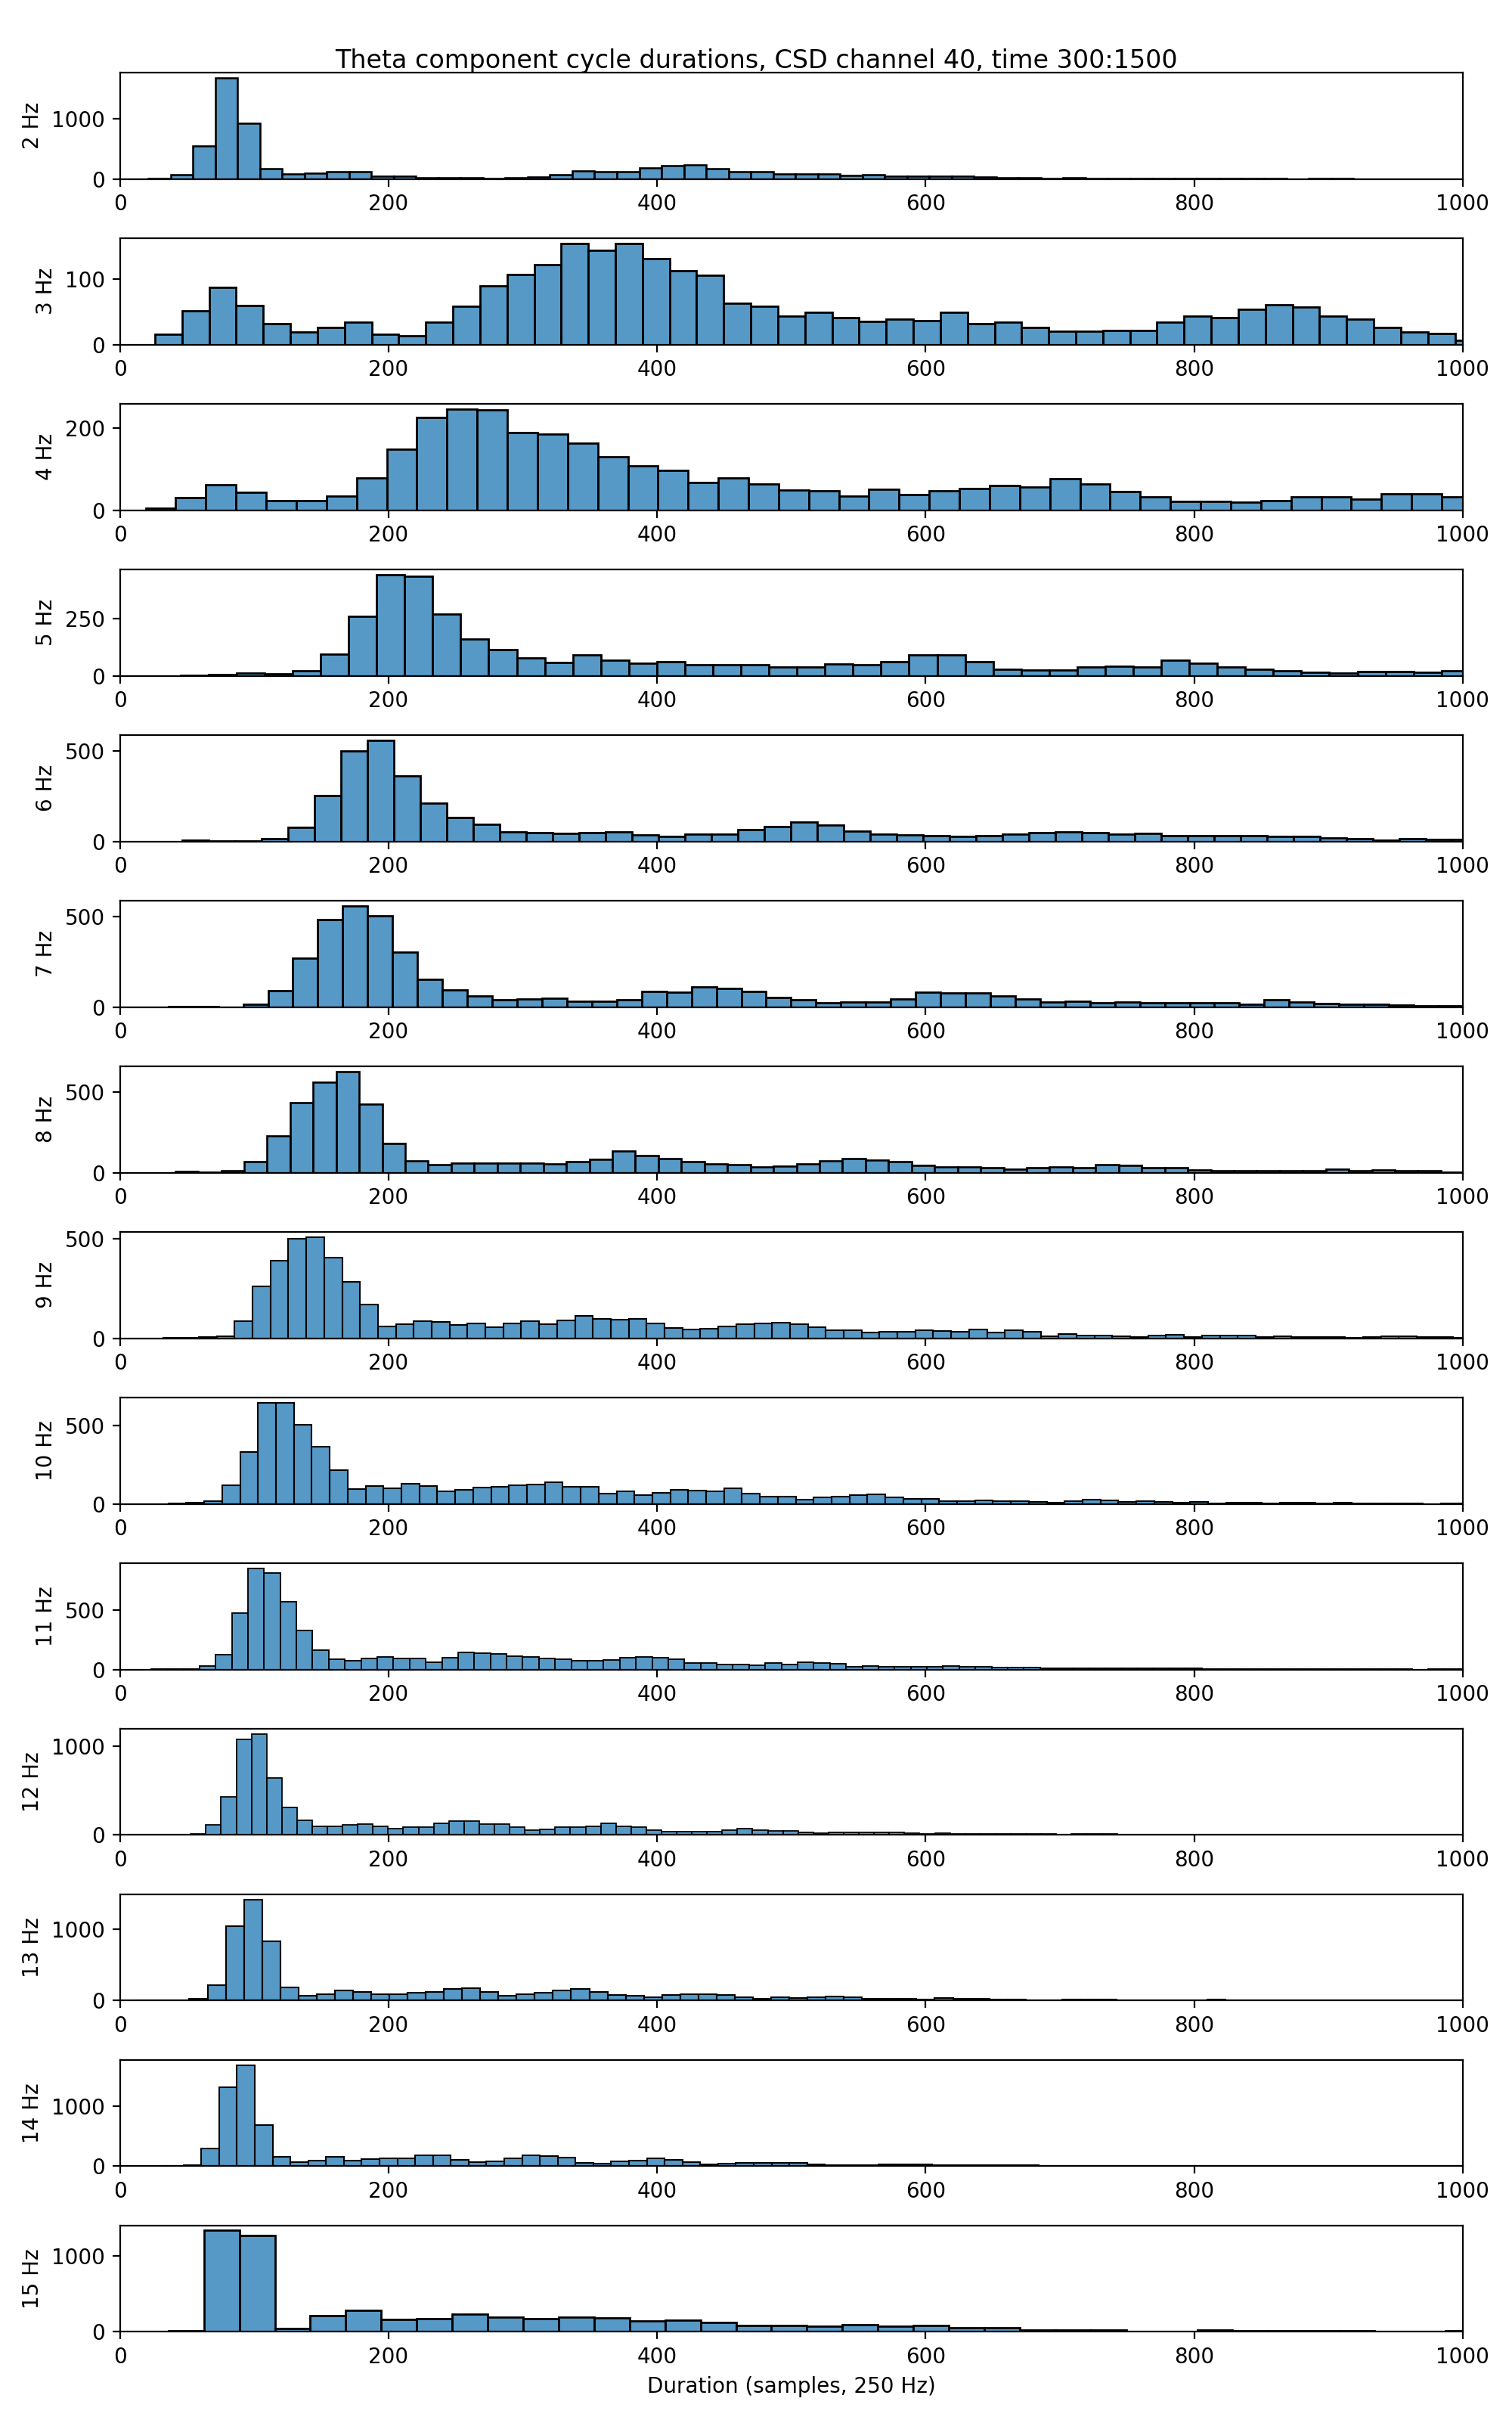 Theta component cycle durations, CSD channel 40, time 300:1500
2 Hz
1000
0
0 200 400 600 800 1000
3 Hz
100
0
0 200 400 600 800 1000
4 Hz
200
0
0 200 400 600 800 1000
5 Hz
250
0
0 200 400 600 800 1000
6 Hz
500
0
0 200 400 600 800 1000
7 Hz
500
0
0 200 400 600 800 1000
8 Hz
500
0
0 200 400 600 800 1000
9 Hz
500
0
0 200 400 600 800 1000
10 Hz
500
0
0 200 400 600 800 1000
11 Hz
500
0
0 200 400 600 800 1000
12 Hz
1000
0
0 200 400 600 800 1000
13 Hz
1000
0
0 200 400 600 800 1000
14 Hz
1000
0
0 200 400 600 800 1000
15 Hz
1000
0
0 200 400 600 800 1000
Duration (samples, 250 Hz)